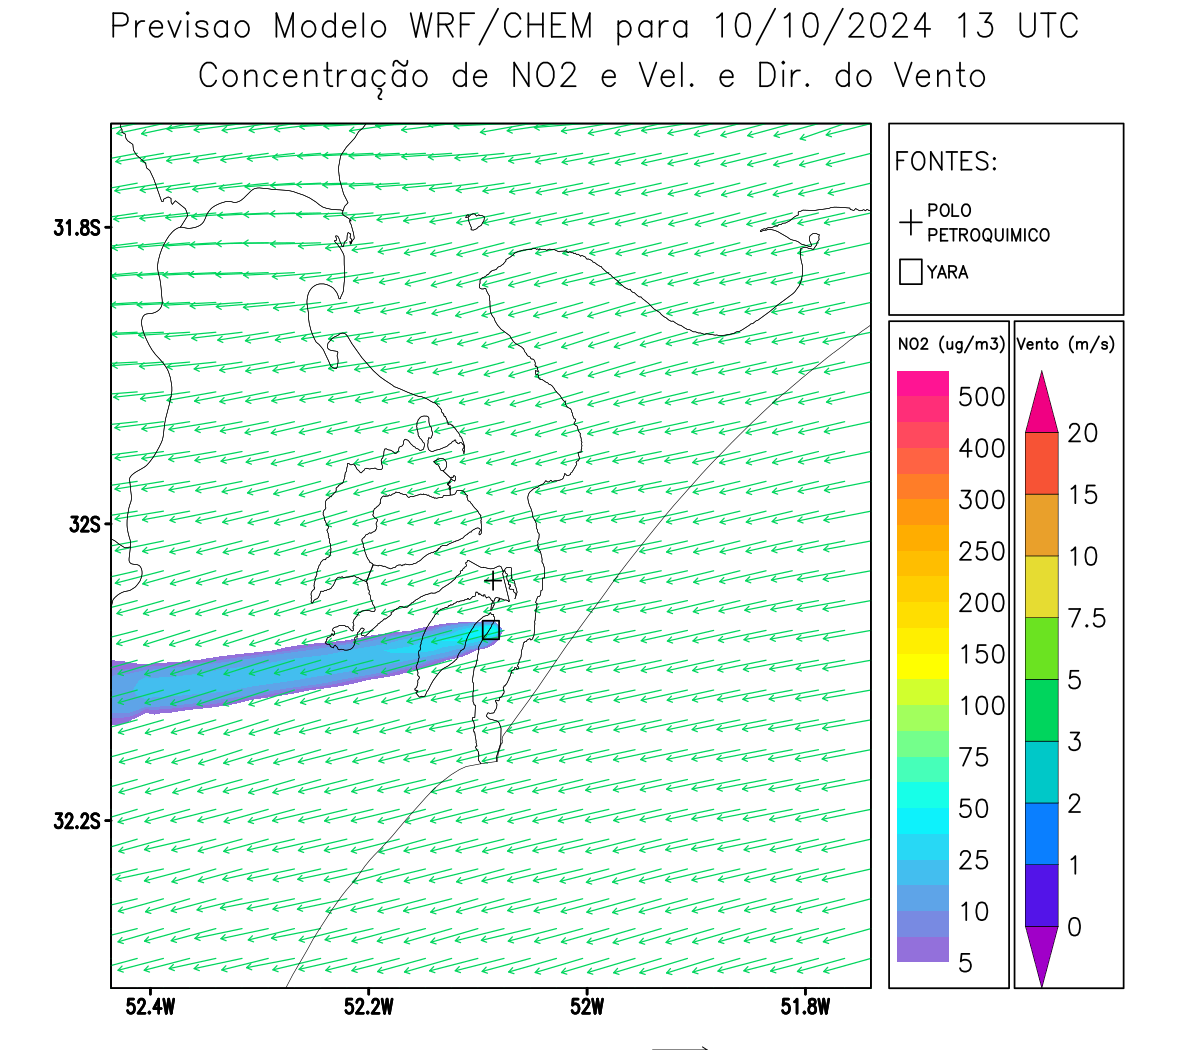 Previsao Modelo WRF/CHEM para 10/10/2024 13 UTC
Concentração de NO2 e Vel. e Dir. do Vento
FONTES:
POLO
PETROQUIMICO
YARA
NO2 (ug/m3)
500
400
300
250
200
150
100
75
50
25
10
5
Vento (m/s)
20
15
10
7.5
5
3
2
1
0
31.8S
32S
32.2S
52.4W
52.2W
52W
51.8W